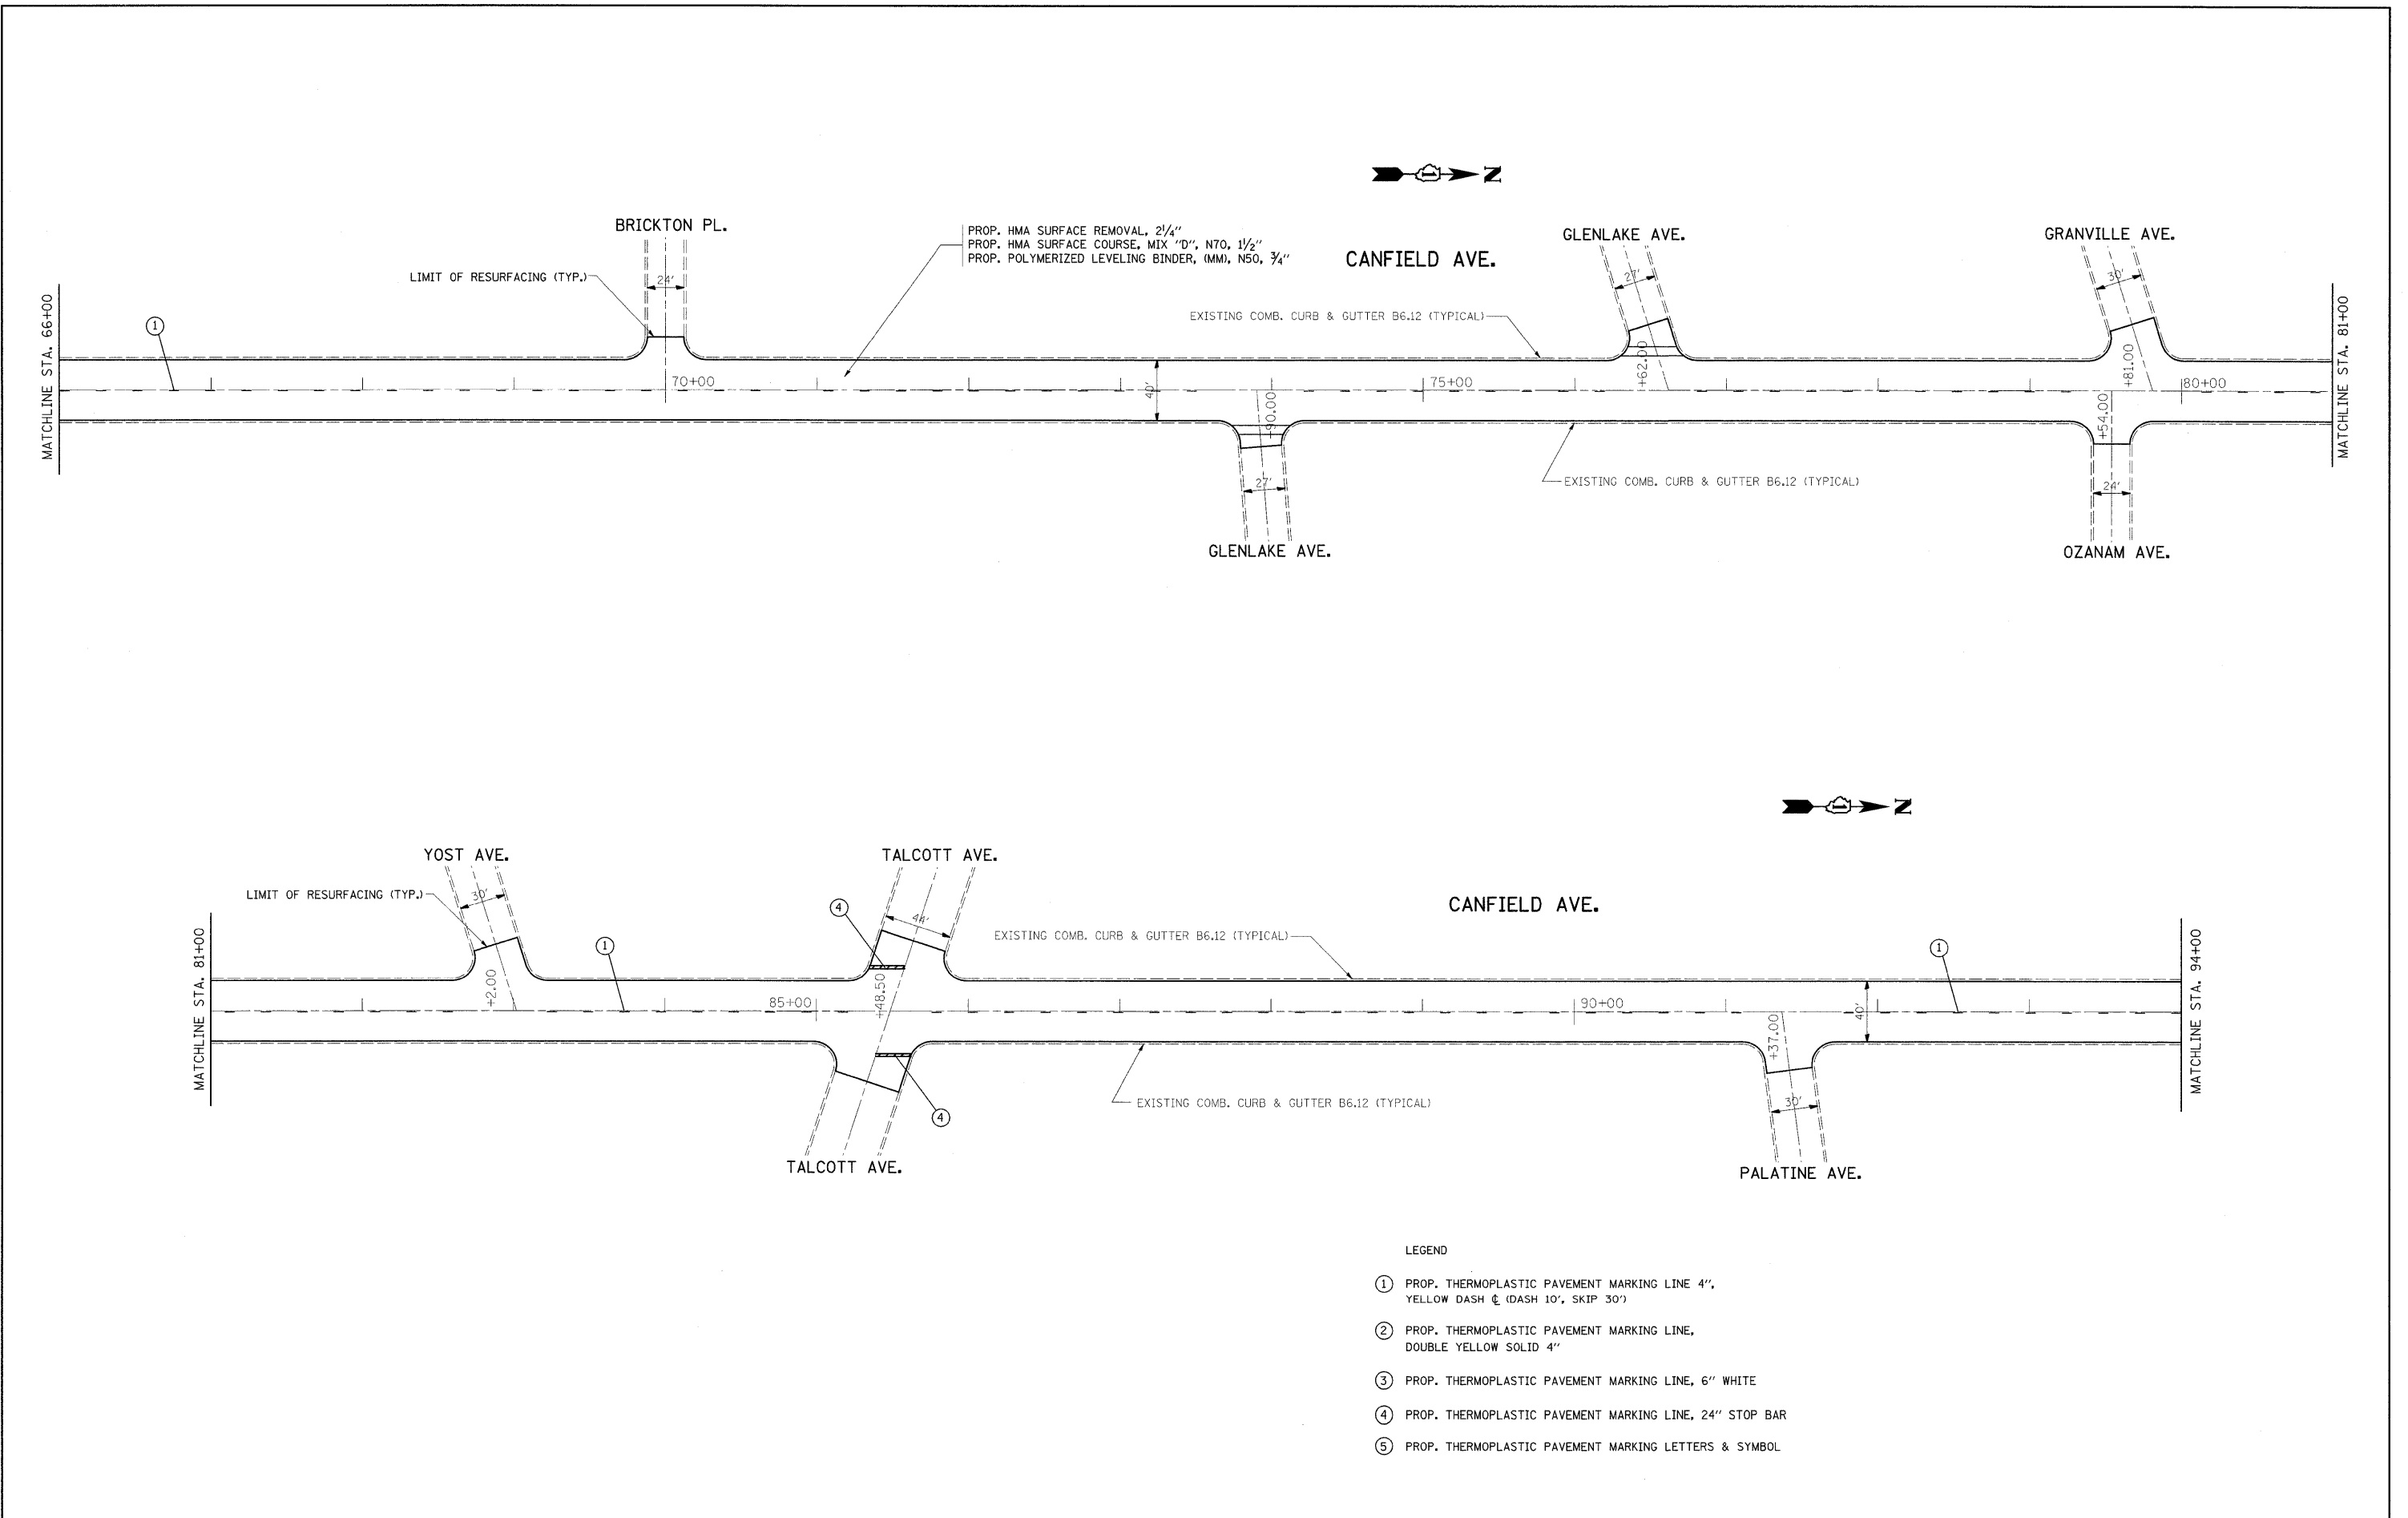 N
BRICKTON PL.
LIMIT OF RESURFACING (TYP.)
24'
PROP. HMA SURFACE REMOVAL, 2 1/4"
PROP. HMA SURFACE COURSE, MIX "D", N70, 1 1/2"
PROP. POLYMERIZED LEVELING BINDER, (MM), N50, 3/4"
CANFIELD AVE.
GLENLAKE AVE.
27'
GRANVILLE AVE.
30'
EXISTING COMB. CURB & GUTTER B6.12 (TYPICAL)
MATCHLINE STA. 66+00
1
70+00
40'
+90.00
75+00
+62.00
+81.00
+54.00
80+00
MATCHLINE STA. 81+00
27'
EXISTING COMB. CURB & GUTTER B6.12 (TYPICAL)
24'
GLENLAKE AVE.
OZANAM AVE.
N
YOST AVE.
LIMIT OF RESURFACING (TYP.)
30'
TALCOTT AVE.
4
44'
CANFIELD AVE.
EXISTING COMB. CURB & GUTTER B6.12 (TYPICAL)
MATCHLINE STA. 81+00
1
+2.00
85+00
+48.50
90+00
+37.00
40'
1
MATCHLINE STA. 94+00
4
EXISTING COMB. CURB & GUTTER B6.12 (TYPICAL)
30'
TALCOTT AVE.
PALATINE AVE.
LEGEND
1 PROP. THERMOPLASTIC PAVEMENT MARKING LINE 4",
YELLOW DASH ℄ (DASH 10', SKIP 30')
2 PROP. THERMOPLASTIC PAVEMENT MARKING LINE,
DOUBLE YELLOW SOLID 4"
3 PROP. THERMOPLASTIC PAVEMENT MARKING LINE, 6" WHITE
4 PROP. THERMOPLASTIC PAVEMENT MARKING LINE, 24" STOP BAR
5 PROP. THERMOPLASTIC PAVEMENT MARKING LETTERS & SYMBOL